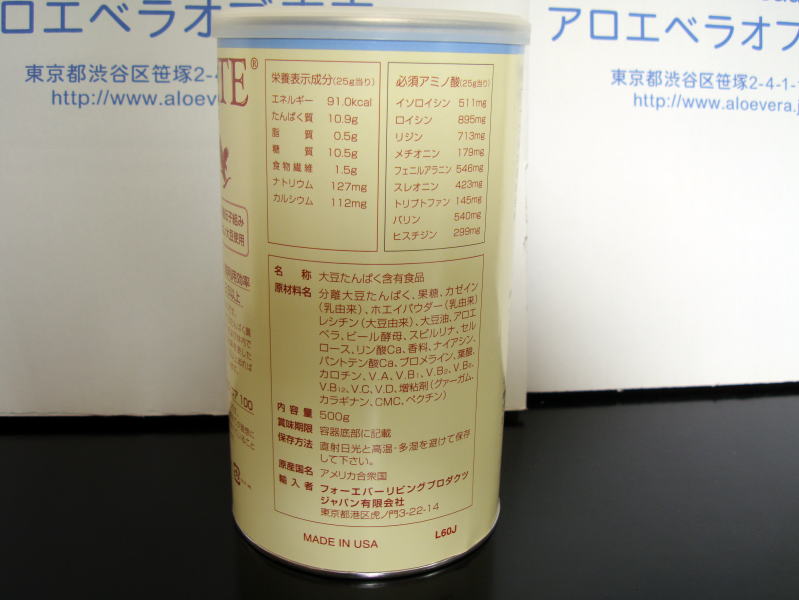 ロエベラオブ
東京都渋谷区笹塚2-4
http://www.aloev
アロエベラオブ
東京都渋谷区笹塚2-4-1-
http://www.aloevera.j
TE®
栄養表示成分(25g当り)
エネルギー 91.0kcal
たんぱく質 10.9g
脂 質 0.5g
糖 質 10.5g
食物繊維 1.5g
ナトリウム 127mg
カルシウム 112mg
必須アミノ酸(25g当り)
イソロイシン 511mg
ロイシン 895mg
リジン 713mg
メチオニン 179mg
フェニルアラニン 546mg
スレオニン 423mg
トリプトファン 145mg
バリン 540mg
ヒスチジン 299mg
子組み
大豆使用
利用効率
以上
ア100
名 称 大豆たんぱく含有食品
原材料名 分離大豆たんぱく、果糖、カゼイン
(乳由来)、ホエイパウダー(乳由来)
レシチン(大豆由来)、大豆油、アロエ
ベラ、ビール酵母、スピルリナ、セル
ロース、リン酸Ca、香料、ナイアシン、
パントテン酸Ca、ブロメライン、葉酸、
カロチン、V.A、V.B₁、V.B₂、V.B₆、
V.B₁₂、V.C、V.D、増粘剤(グァーガム、
カラギナン、CMC、ペクチン)
内容量 500g
賞味期限 容器底部に記載
保存方法 直射日光と高温・多湿を避けて保存
して下さい。
原産国名 アメリカ合衆国
輸入者 フォーエバーリビングプロダクツ
ジャパン有限会社
東京都港区虎ノ門3-22-14
MADE IN USA
L60J